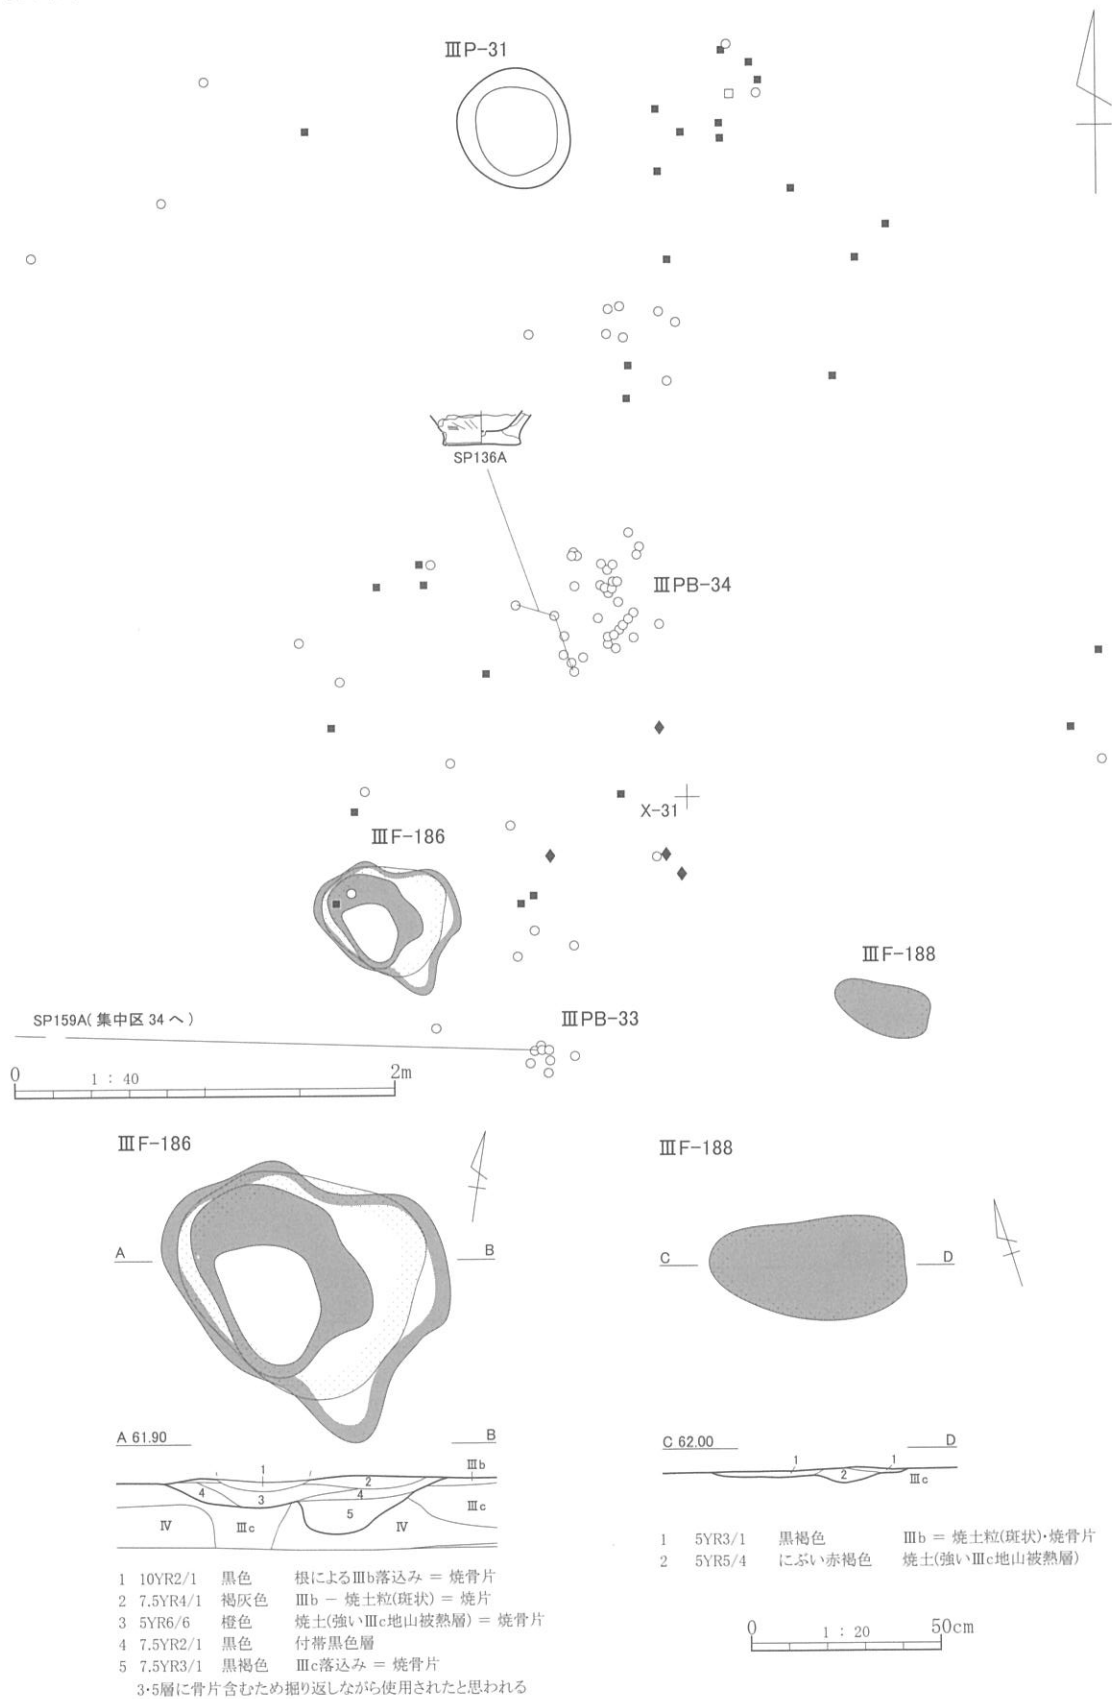 ⅢP-31
SP136A
ⅢPB-34
X-31
ⅢF-186
ⅢF-188
SP159A(集中区34へ)
ⅢPB-33
0 1：40 2m
ⅢF-186
ⅢF-188
A B
C D
A 61.90 B
C 62.00 D
1 Ⅲb
2
4 3 4 Ⅲc
5
Ⅳ Ⅲc Ⅳ
1 1
2 Ⅲc
1 10YR2/1 黒色 根によるⅢb落込み = 焼骨片
2 7.5YR4/1 褐灰色 Ⅲb - 焼土粒(斑状) = 焼片
3 5YR6/6 橙色 焼土(強いⅢc地山被熱層) = 焼骨片
4 7.5YR2/1 黒色 付帯黒色層
5 7.5YR3/1 黒褐色 Ⅲc落込み = 焼骨片
3・5層に骨片含むため掘り返しながら使用されたと思われる
1 5YR3/1 黒褐色 Ⅲb = 焼土粒(斑状)・焼骨片
2 5YR5/4 にぶい赤褐色 焼土(強いⅢc地山被熱層)
0 1：20 50cm